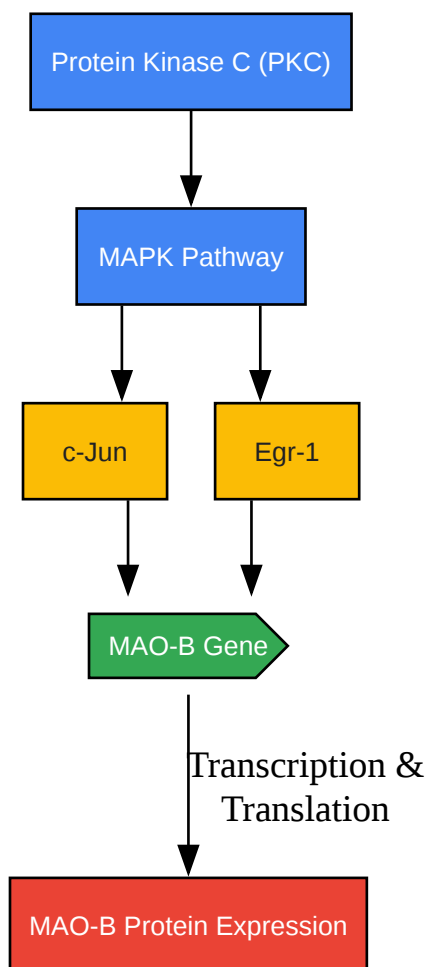 Protein Kinase C (PKC)
MAPK Pathway
c-Jun
Egr-1
MAO-B Gene
Transcription &
Translation
MAO-B Protein Expression